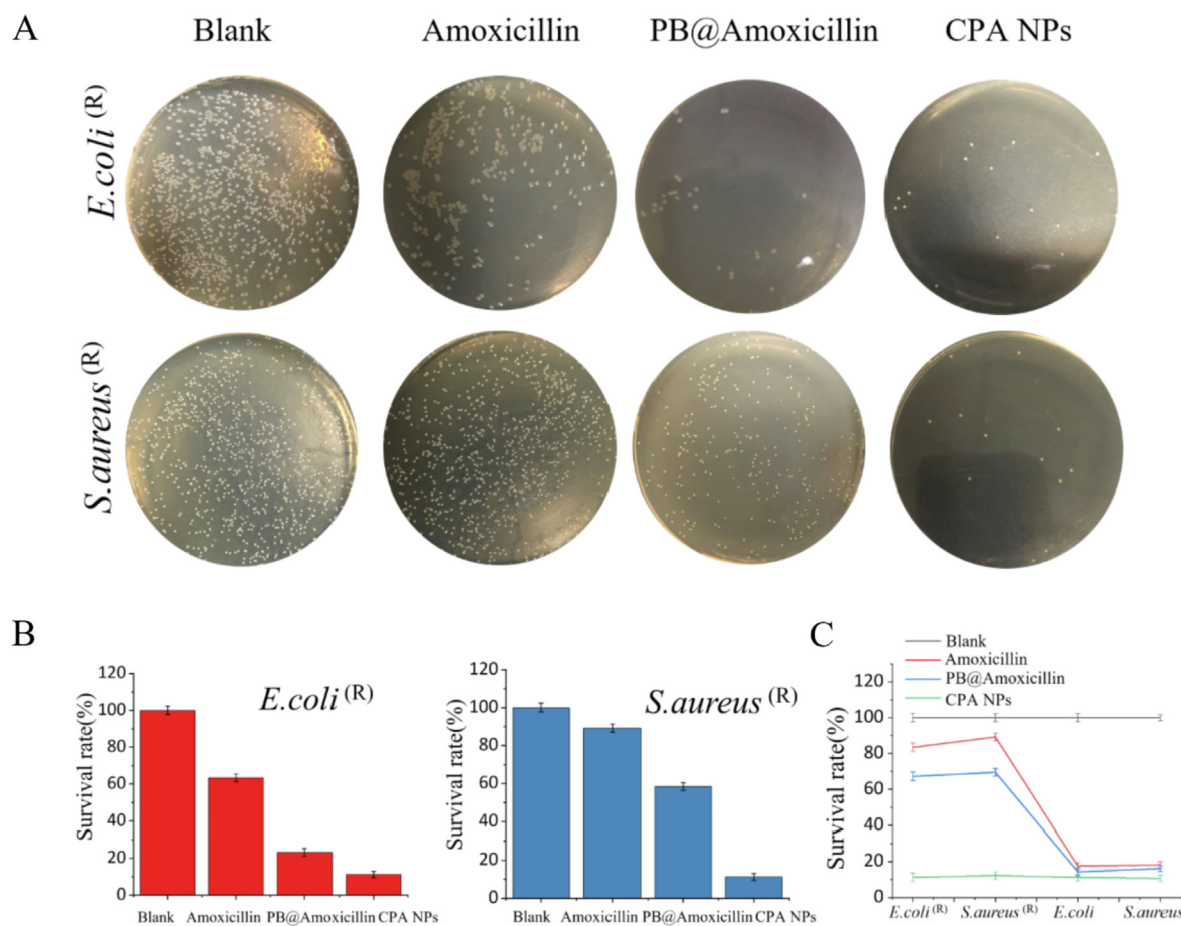 A
Blank Amoxicillin PB@Amoxicillin CPA NPs
E.coli (R)
S.aureus (R)
B
120
100
80
60
40
20
0
Survival rate(%)
E.coli (R)
Blank Amoxicillin PB@Amoxicillin CPA NPs
120
100
80
60
40
20
0
Survival rate(%)
S.aureus (R)
Blank Amoxicillin PB@Amoxicillin CPA NPs
C
Blank
Amoxicillin
PB@Amoxicillin
CPA NPs
120
100
80
60
40
20
0
Survival rate(%)
E.coli (R) S.aureus (R) E.coli S.aureus